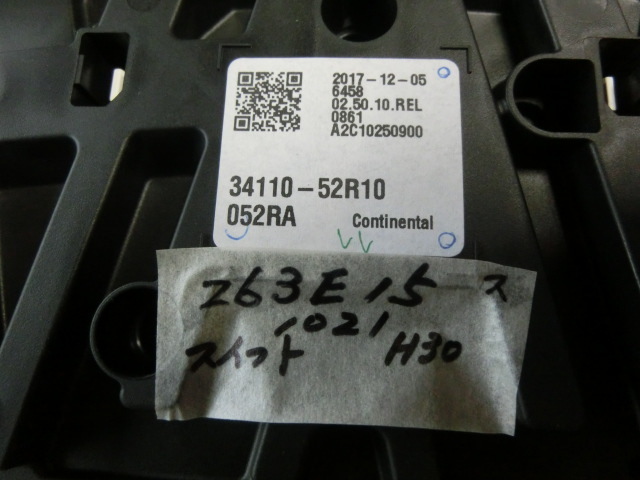 2017-12-05
6458
02.50.10.REL
0861
A2C10250900
34110-52R10
052RA Continental
Z63E15-ス
1021
スイフト H30